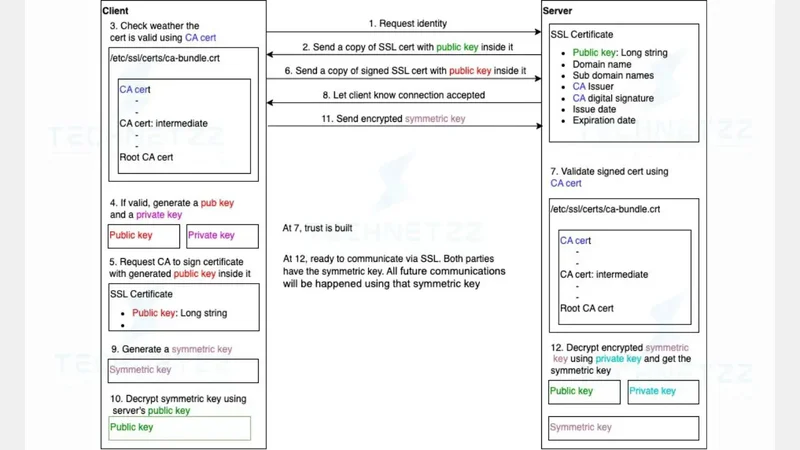 Client
3. Check weather the
cert is valid using CA cert
/etc/ssl/certs/ca-bundle.crt
CA cert
-
-
CA cert: intermediate
-
-
Root CA cert
4. If valid, generate a pub key
and a private key
Public key
Private key
5. Request CA to sign certificate
with generated public key inside it
SSL Certificate
• Public key: Long string
•
9. Generate a symmetric key
Symmetric key
10. Decrypt symmetric key using
server's public key
Public key
1. Request identity
2. Send a copy of SSL cert with public key inside it
6. Send a copy of signed SSL cert with public key inside it
8. Let client know connection accepted
11. Send encrypted symmetric key
At 7, trust is built
At 12, ready to communicate via SSL. Both parties
have the symmetric key. All future communications
will be happened using that symmetric key
Server
SSL Certificate
• Public key: Long string
• Domain name
• Sub domain names
• CA Issuer
• CA digital signature
• Issue date
• Expiration date
7. Validate signed cert using
CA cert
/etc/ssl/certs/ca-bundle.crt
CA cert
-
-
CA cert: intermediate
-
-
Root CA cert
12. Decrypt encrypted symmetric
key using private key and get the
symmetric key
Public key
Private key
Symmetric key
TECHNETZZ
TECHNETZZ
TECHNETZZ
TECHNETZZ
TECHNETZZ